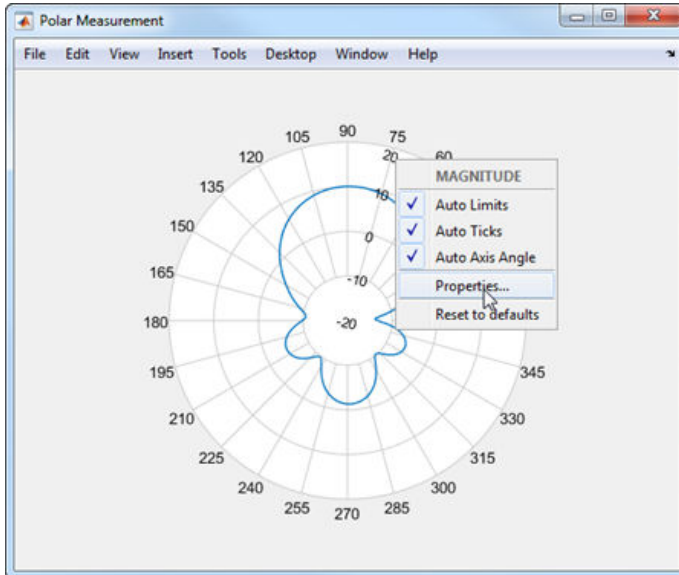 Polar Measurement
File Edit View Insert Tools Desktop Window Help
90
105 75
120 20 60
MAGNITUDE
135 10
Auto Limits
150 0
Auto Ticks
Auto Axis Angle
165 -10
Properties...
180 -20
Reset to defaults
195 345
210 330
225 315
240 300
255 285
270